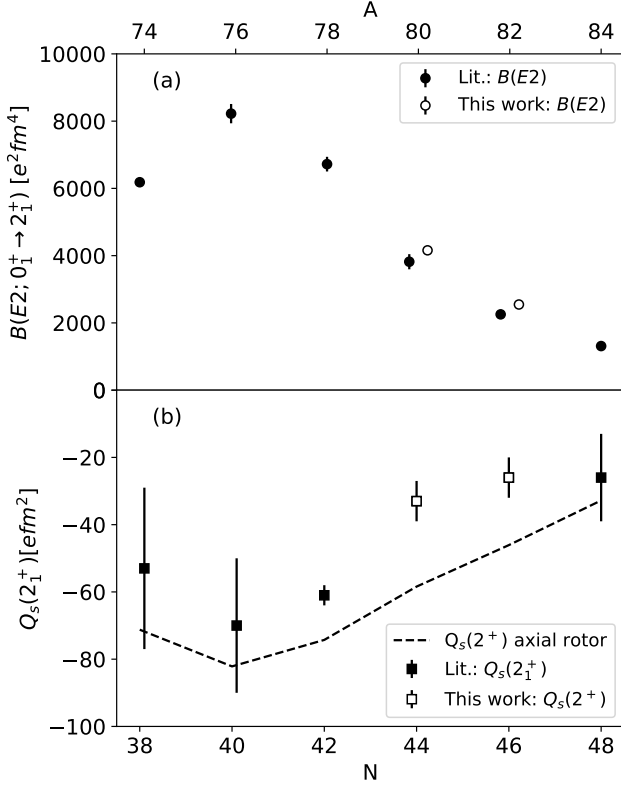 A
74 76 78 80 82 84
10000
8000
6000
4000
2000
0
B(E2; 0₁⁺ → 2₁⁺) [e²fm⁴]
(a)
Lit.: B(E2)
This work: B(E2)
(b)
0
−20
−40
−60
−80
−100
Qₛ(2₁⁺)[efm²]
Qₛ(2⁺) axial rotor
Lit.: Qₛ(2₁⁺)
This work: Qₛ(2⁺)
38 40 42 44 46 48
N